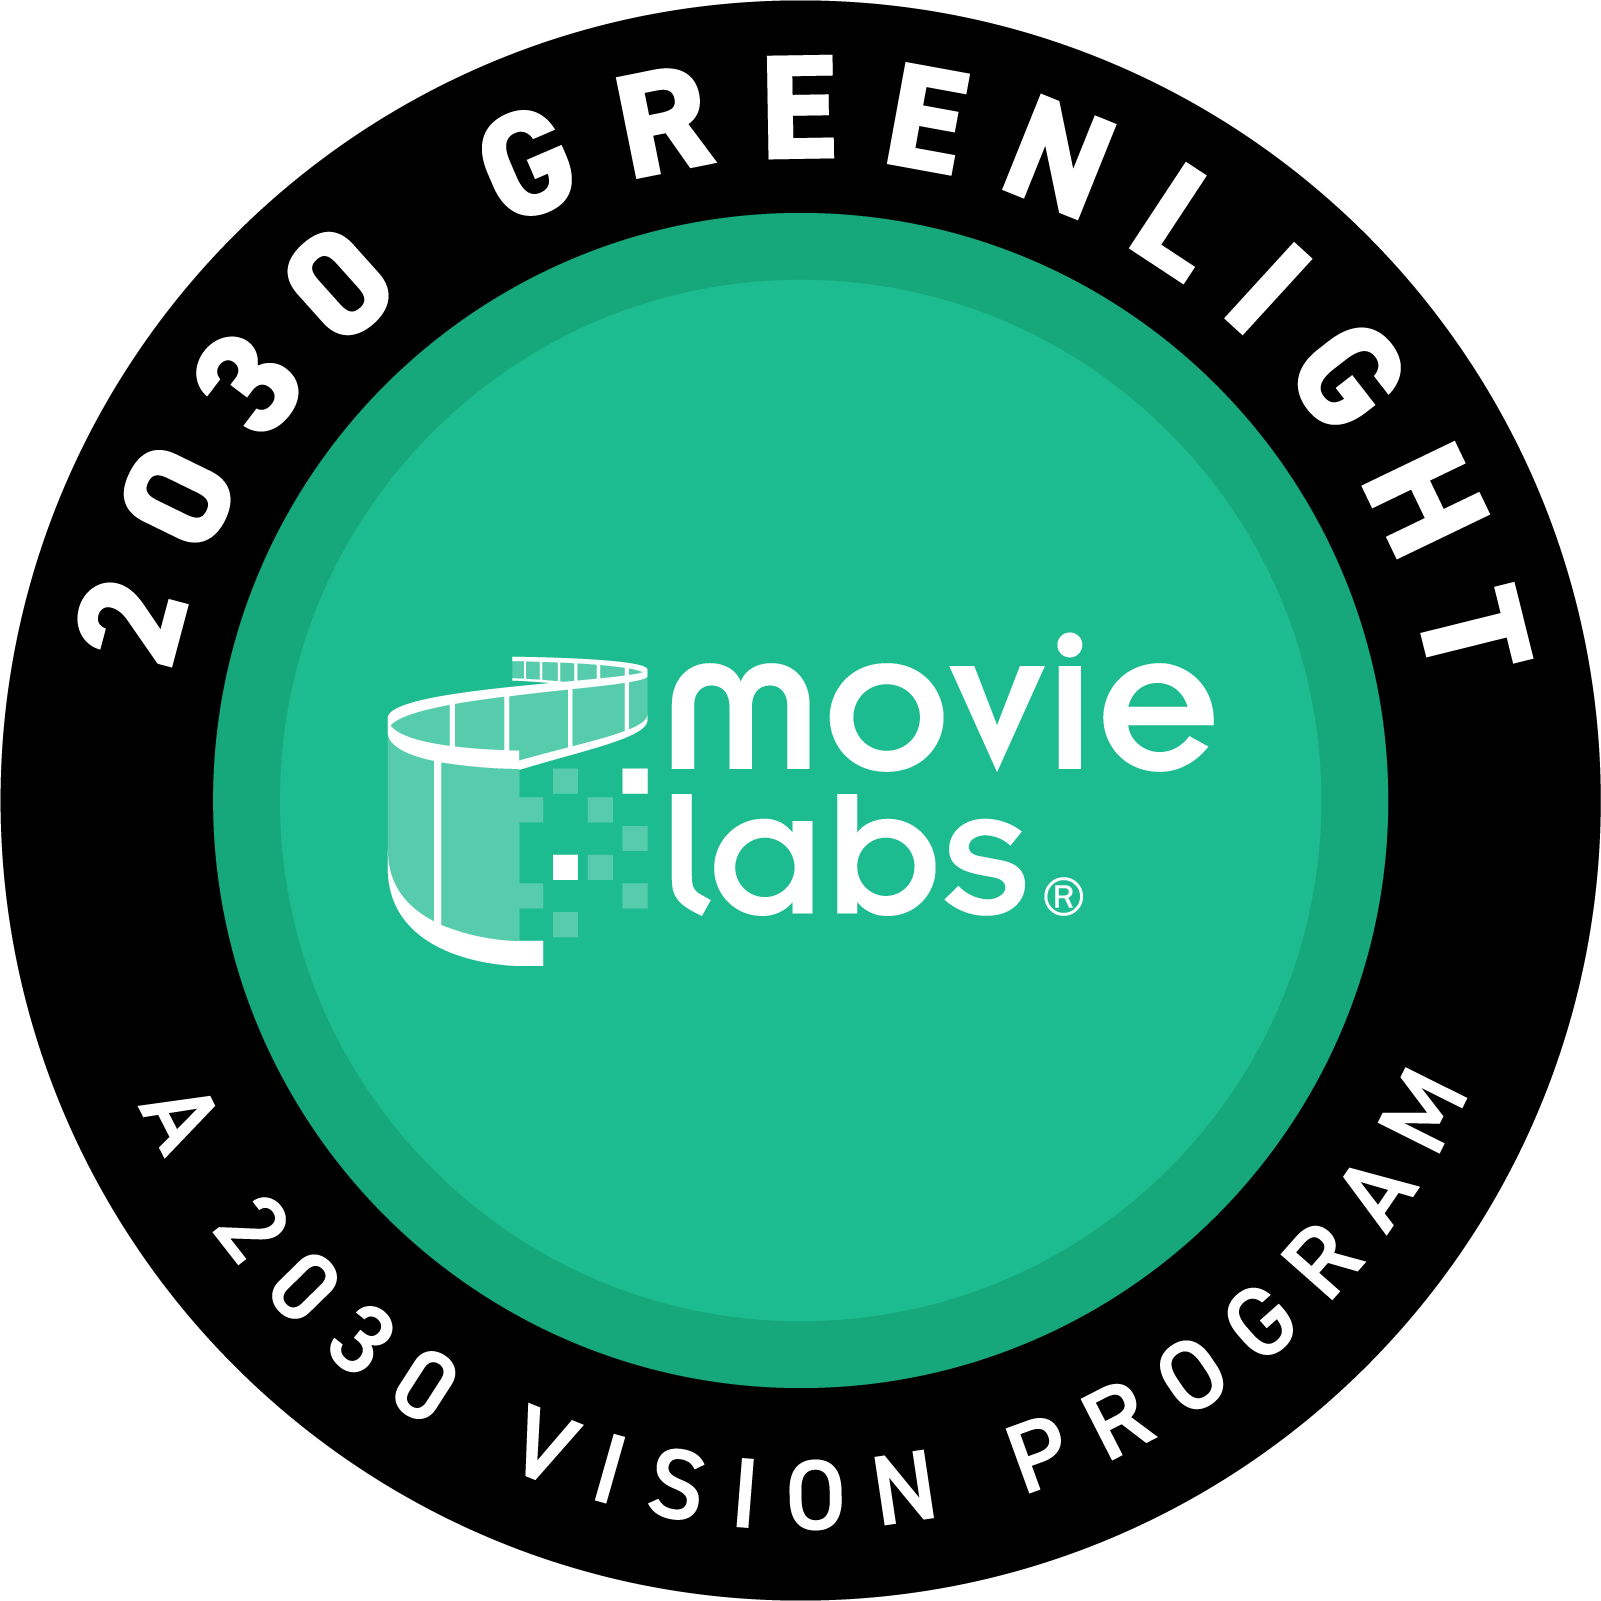 2030 GREENLIGHT
movie
labs®
A 2030 VISION PROGRAM